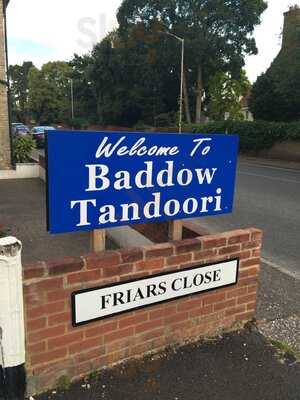 Welcome To
Baddow
Tandoori
FRIARS CLOSE